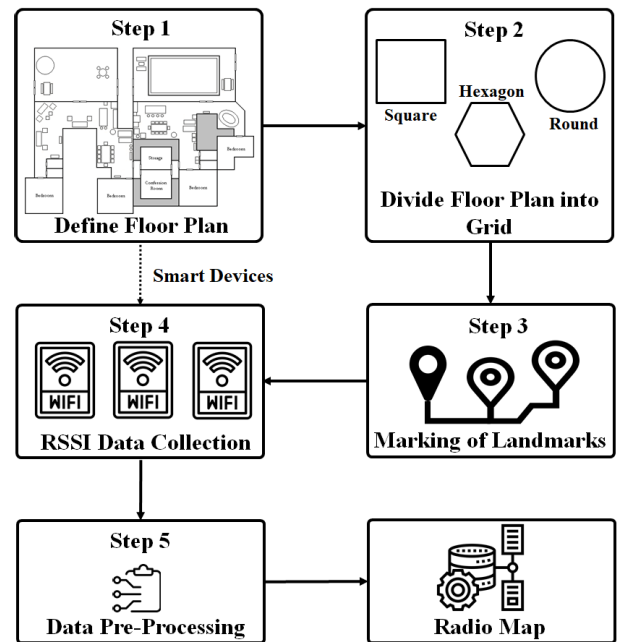 Step 1
Storage
Confession
Room
Bedroom
Bedroom
Bedroom
Bedroom
Define Floor Plan
Step 2
Square
Hexagon
Round
Divide Floor Plan into
Grid
Smart Devices
Step 3
Marking of Landmarks
Step 4
WIFI
WIFI
WIFI
RSSI Data Collection
Step 5
Data Pre-Processing
Radio Map